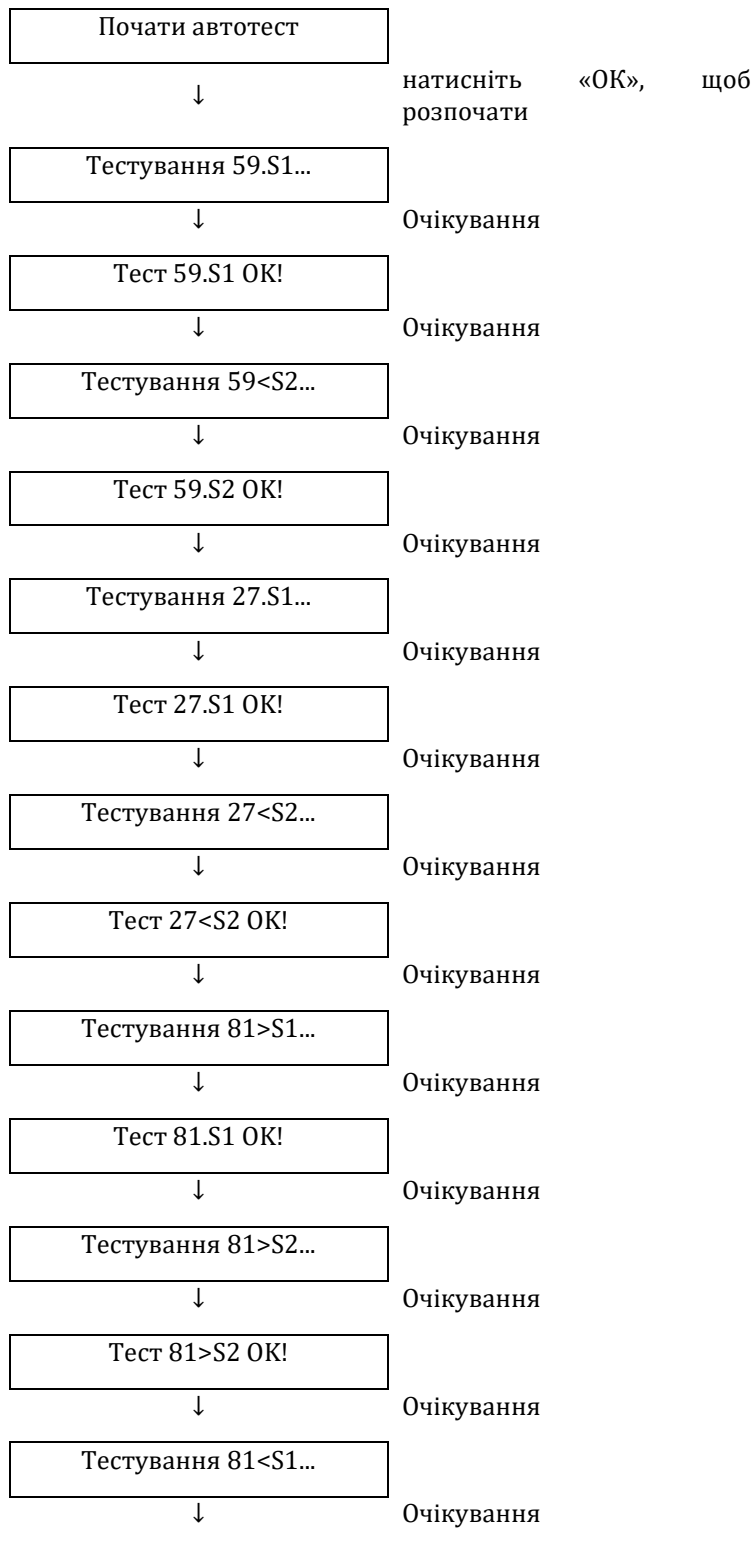 Почати автотест
↓
натисніть «ОК», щоб
розпочати
Тестування 59.S1...
↓ Очікування
Тест 59.S1 OK!
↓ Очікування
Тестування 59<S2...
↓ Очікування
Тест 59.S2 OK!
↓ Очікування
Тестування 27.S1...
↓ Очікування
Тест 27.S1 OK!
↓ Очікування
Тестування 27<S2...
↓ Очікування
Тест 27<S2 OK!
↓ Очікування
Тестування 81>S1...
↓ Очікування
Тест 81.S1 OK!
↓ Очікування
Тестування 81>S2...
↓ Очікування
Тест 81>S2 OK!
↓ Очікування
Тестування 81<S1...
↓ Очікування